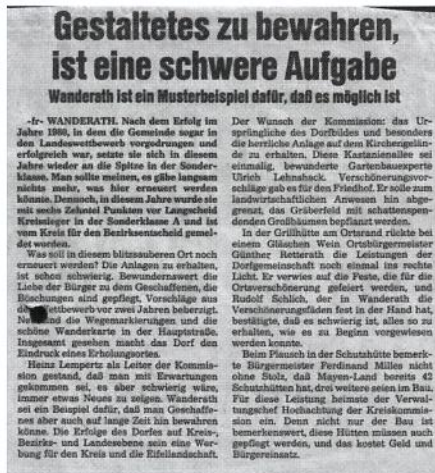 Gestaltetes zu bewahren,
ist eine schwere Aufgabe
Wanderath ist ein Musterbeispiel dafür, daß es möglich ist
-fr- WANDERATH. Nach dem Erfolg im
Jahre 1980, in dem die Gemeinde sogar in
den Landeswettbewerb vorgedrungen und
erfolgreich war, setzte sie sich in diesem
Jahre wieder an die Spitze in der Sonder-
klasse. Man sollte meinen, es gäbe langsam
nichts mehr, was hier erneuert werden
könnte. Dennoch, in diesem Jahre wurde sie
mit sechs Zehntel Punkten vor Langscheid
Kreissieger in der Sonderklasse A und ist
vom Kreis für den Bezirksentscheid gemel-
det worden.
Was soll in diesem blitzsauberen Ort noch
erneuert werden? Die Anlagen zu erhalten,
ist schon schwierig. Bewundernswert die
Liebe der Bürger zu dem Geschaffenen, die
Böschungen sind gepflegt, Vorschläge aus
dem Wettbewerb vor zwei Jahren beherzigt.
sind die Wegemarkierungen und die
schöne Wanderkarte in der Hauptstraße.
Insgesamt gesehen macht das Dorf den
Eindruck eines Erholungsortes.
Heinz Lempertz als Leiter der Kommis-
sion gestand, daß man mit Erwartungen
gekommen sei, es aber schwierig wäre,
immer etwas Neues zu zeigen. Wanderath
sei ein Beispiel dafür, daß man Geschaffe-
nes aber auch auf lange Zeit hin bewahren
könne. Die Erfolge des Dorfes auf Kreis-,
Bezirks- und Landesebene sein eine Wer-
bung für den Kreis und die Eifellandschaft.
Der Wunsch der Kommission: das Ur-
sprüngliche des Dorfbildes und besonders
die herrliche Anlage auf dem Kirchengelän-
de zu erhalten. Diese Kastanienallee sei
einmalig, bewunderte Gartenbauexperte
Ulrich Lehnshack. Verschönerungsvor-
schläge gab es für den Friedhof. Er solle zum
landwirtschaftlichen Anwesen hin abge-
grenzt, das Gräberfeld mit schattenspen-
denden Großbäumen bepflanzt werden.
In der Grillhütte am Ortsrand rückte bei
einem Gläschen Wein Ortsbürgermeister
Günther Retterath die Leistungen der
Dorfgemeinschaft noch einmal ins rechte
Licht. Er verwies auf die Feste, die für die
Ortsverschönerung gefeiert werden, und
Rudolf Schlich, der in Wanderath die
Verschönerungsfäden fest in der Hand hat,
bestätigte, daß es schwierig ist, alles so zu
erhalten, wie es zu Beginn vorgewiesen
werden konnte.
Beim Plausch in der Schutzhütte bemerk-
te Bürgermeister Ferdinand Milles nicht
ohne Stolz, daß Mayen-Land bereits 42
Schutzhütten hat, drei weitere seien im Bau.
Für diese Leistung heimste der Verwal-
tungschef Hochachtung der Kreiskommis-
sion ein. Denn nicht nur der Bau ist
bemerkenswert, diese Hütten müssen auch
gepflegt werden, und das kostet Geld und
Bürgereinsatz.